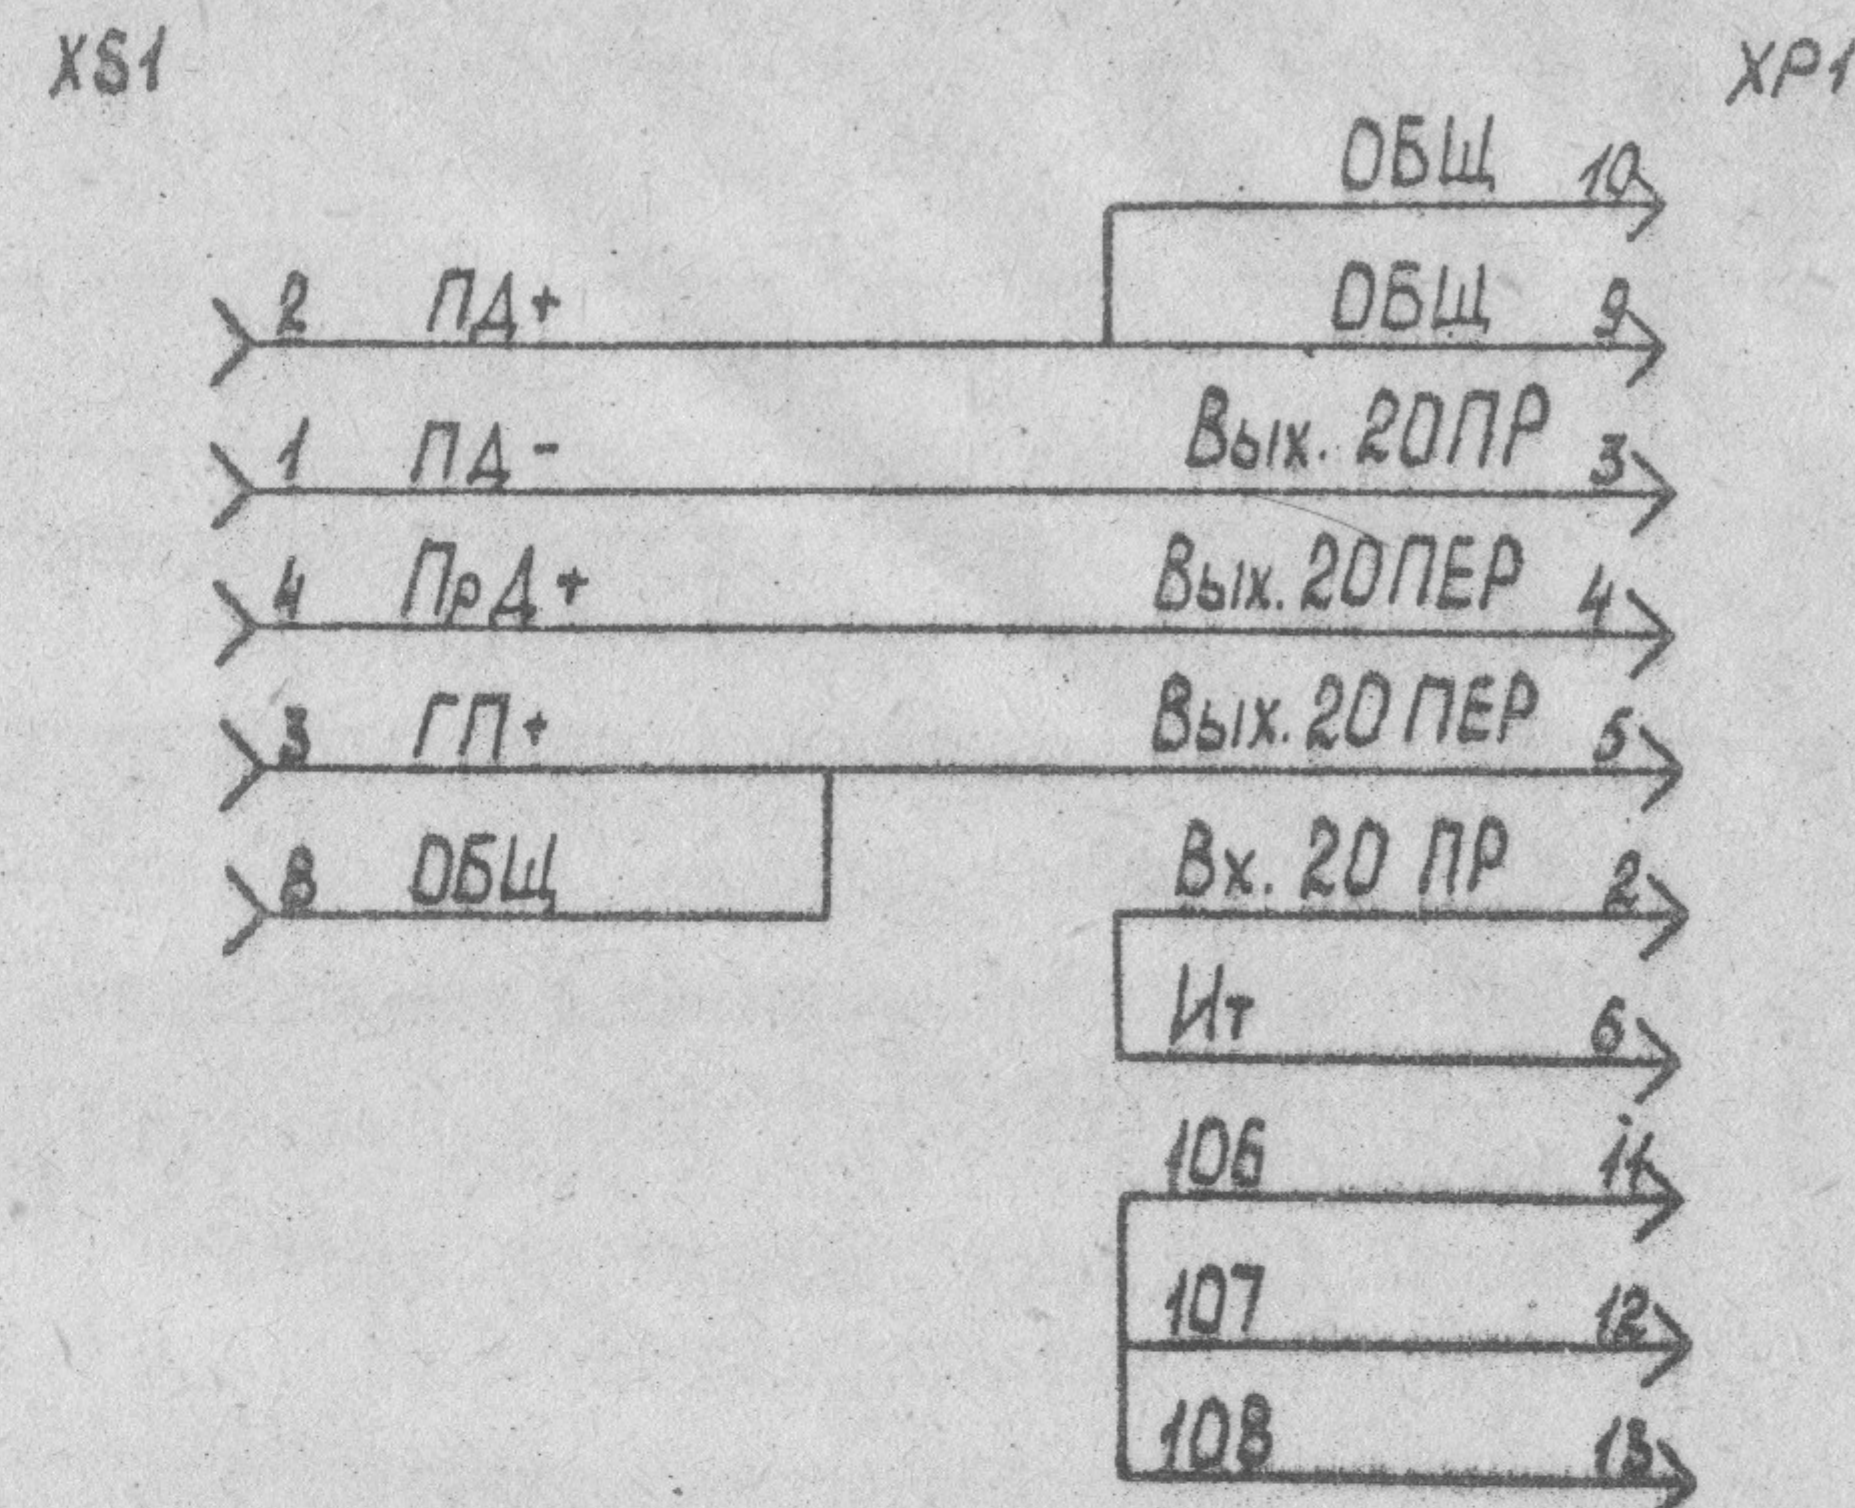 XS1 XP1
ОБЩ 10
2 ПД+ ОБЩ 9
1 ПД- Вых. 20ПР 3
4 ПрД+ Вых. 20ПЕР 4
3 ГП+ Вых. 20 ПЕР 5
8 ОБЩ Вх. 20 ПР 2
Ит 6
106 11
107 12
108 13